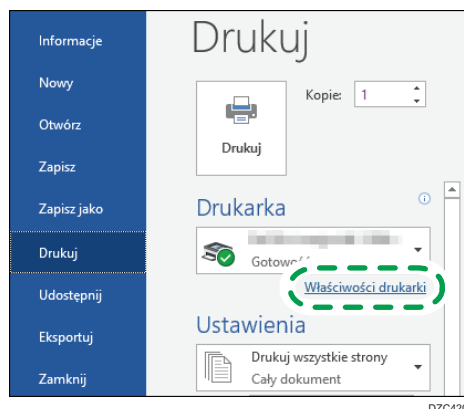 Informacje
Nowy
Otwórz
Zapisz
Zapisz jako
Drukuj
Udostępnij
Eksportuj
Zamknij
Drukuj
Kopie: 1
Drukuj
Drukarka
Właściwości drukarki
Ustawienia
Drukuj wszystkie strony
Cały dokument